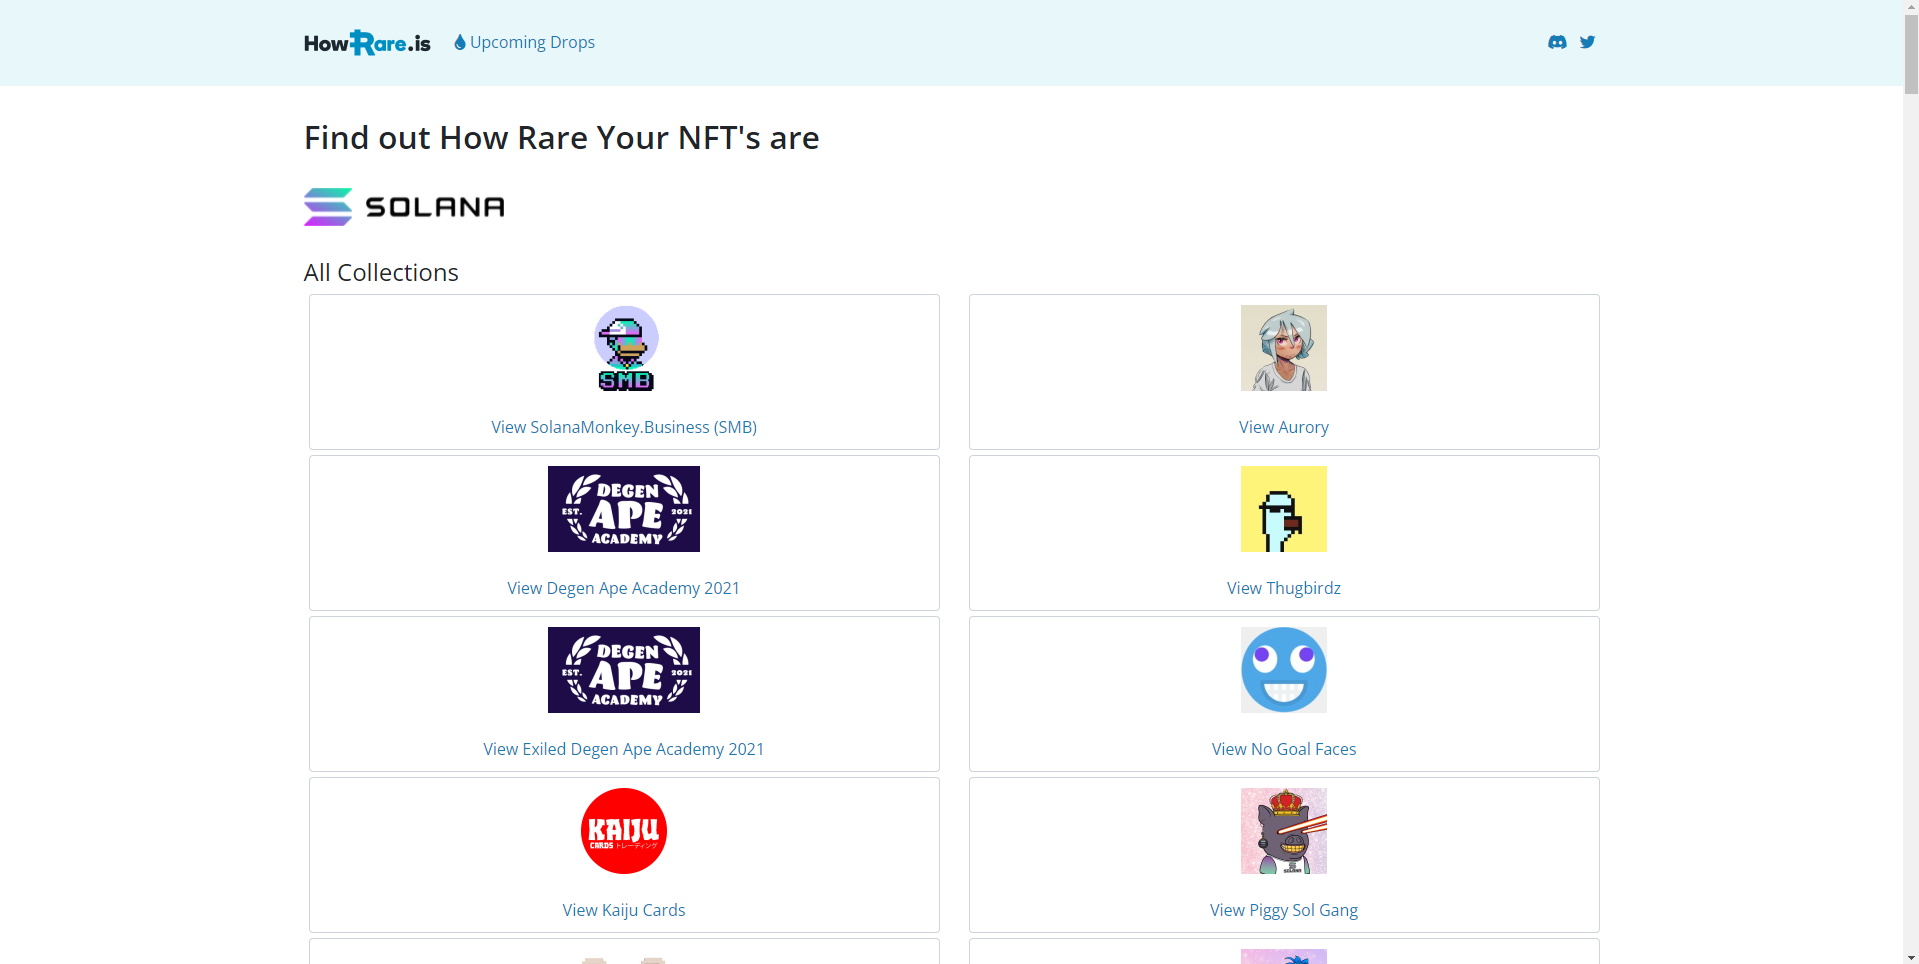 HowRare.is
Upcoming Drops
Find out How Rare Your NFT's are
SOLANA
All Collections
SMB
View SolanaMonkey.Business (SMB)
View Aurory
DEGEN
EST. APE 2021
ACADEMY
View Degen Ape Academy 2021
View Thugbirdz
DEGEN
EST. APE 2021
ACADEMY
View Exiled Degen Ape Academy 2021
View No Goal Faces
KAIJU
CARDS トレーディング
View Kaiju Cards
SOLANA
View Piggy Sol Gang